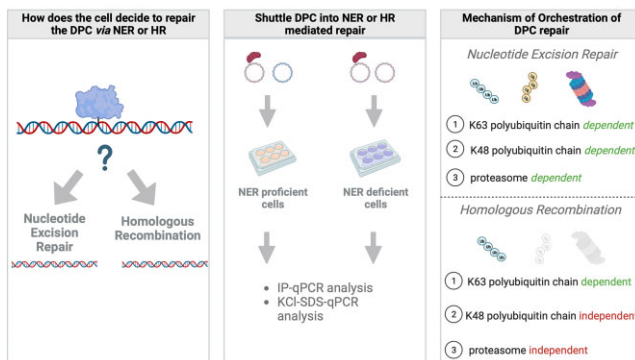 How does the cell decide to repair
the DPC via NER or HR
?
Nucleotide
Excision
Repair
Homologous
Recombination
Shuttle DPC into NER or HR
mediated repair
NER proficient
cells
NER deficient
cells
• IP-qPCR analysis
• KCl-SDS-qPCR
analysis
Mechanism of Orchestration of
DPC repair
Nucleotide Excision Repair
1 K63 polyubiquitin chain dependent
2 K48 polyubiquitin chain dependent
3 proteasome dependent
Homologous Recombination
1 K63 polyubiquitin chain dependent
2 K48 polyubiquitin chain independent
3 proteasome independent